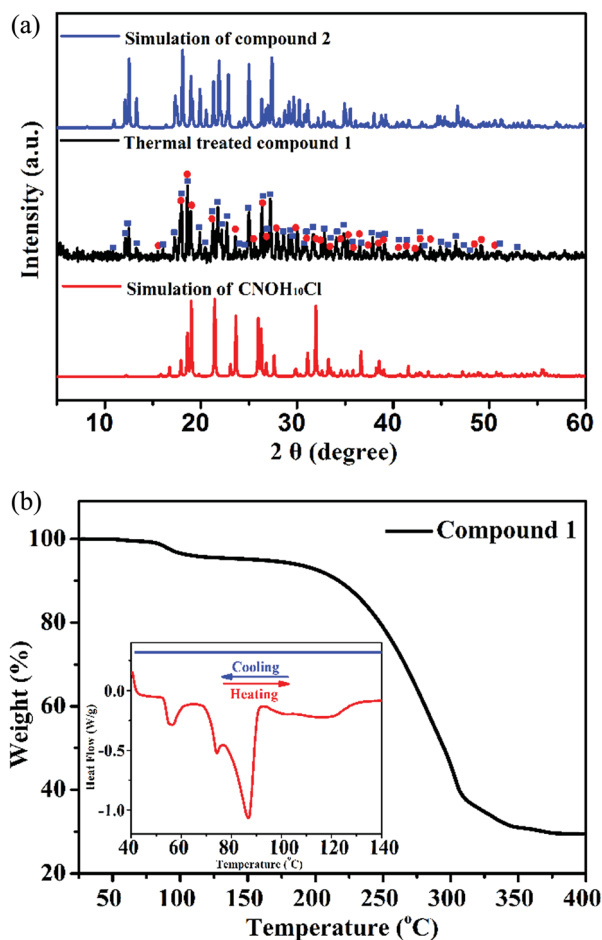 (a)
Simulation of compound 2
Thermal treated compound 1
Simulation of CNOH₁₀Cl
Intensity (a.u.)
10 20 30 40 50 60
2 θ (degree)
(b)
Compound 1
100
80
60
40
20
Weight (%)
Cooling
Heating
0.0
-0.5
-1.0
Heat Flow (W/g)
40 60 80 100 120 140
Temperature (°C)
50 100 150 200 250 300 350 400
Temperature (°C)